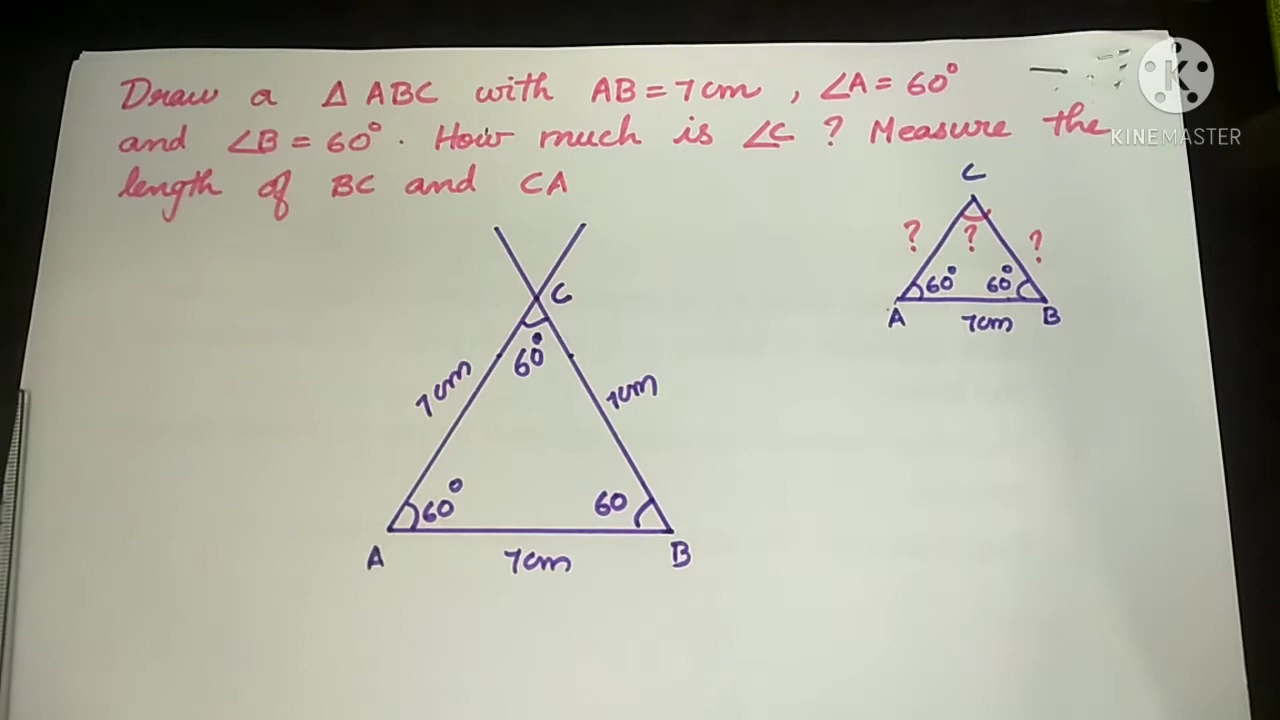 Draw a Δ ABC with AB = 7cm, ∠A = 60°
and ∠B = 60°. How much is ∠C ? Measure the
length of BC and CA
K
KINEMASTER
C
?
?
?
60°
60°
A
7cm
B
C
60°
7cm
7cm
60°
60
A
7cm
B